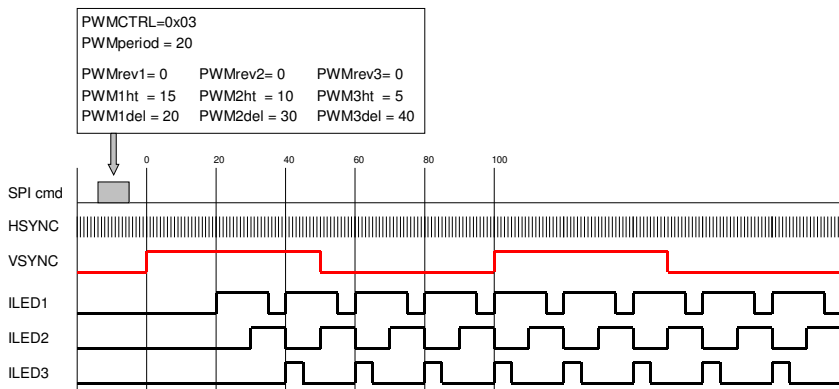 PWMCTRL=0x03
PWMperiod = 20
PWMrev1= 0 PWMrev2= 0 PWMrev3= 0
PWM1ht = 15 PWM2ht = 10 PWM3ht = 5
PWM1del = 20 PWM2del = 30 PWM3del = 40
0 20 40 60 80 100
SPI cmd
HSYNC
VSYNC
ILED1
ILED2
ILED3